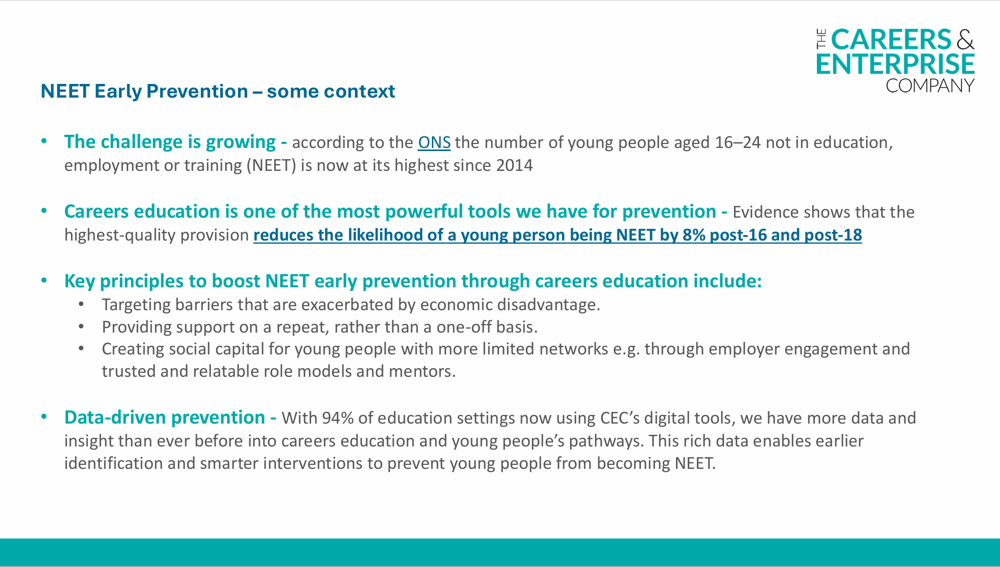 THE CAREERS &
ENTERPRISE
COMPANY
NEET Early Prevention – some context
• The challenge is growing - according to the ONS the number of young people aged 16–24 not in education,
employment or training (NEET) is now at its highest since 2014
• Careers education is one of the most powerful tools we have for prevention - Evidence shows that the
highest-quality provision reduces the likelihood of a young person being NEET by 8% post-16 and post-18
• Key principles to boost NEET early prevention through careers education include:
• Targeting barriers that are exacerbated by economic disadvantage.
• Providing support on a repeat, rather than a one-off basis.
• Creating social capital for young people with more limited networks e.g. through employer engagement and
trusted and relatable role models and mentors.
• Data-driven prevention - With 94% of education settings now using CEC’s digital tools, we have more data and
insight than ever before into careers education and young people’s pathways. This rich data enables earlier
identification and smarter interventions to prevent young people from becoming NEET.